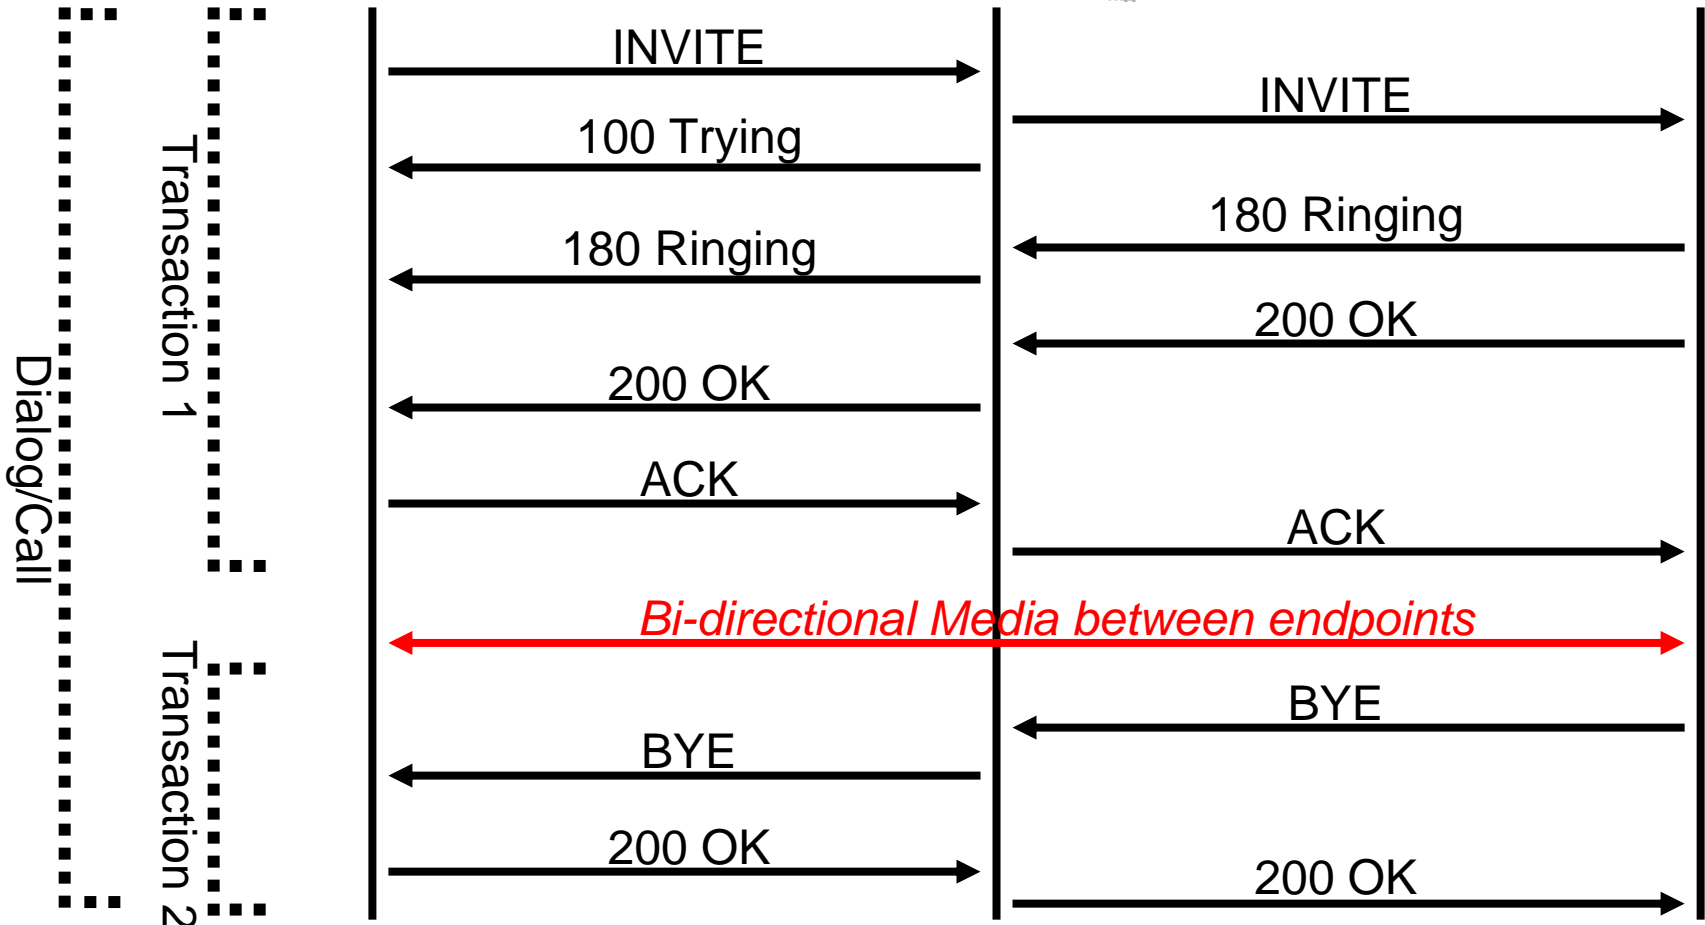 INVITE
INVITE
100 Trying
180 Ringing
180 Ringing
200 OK
200 OK
ACK
ACK
Bi-directional Media between endpoints
BYE
BYE
200 OK
200 OK
Transaction 1
Transaction 2
Dialog/Call